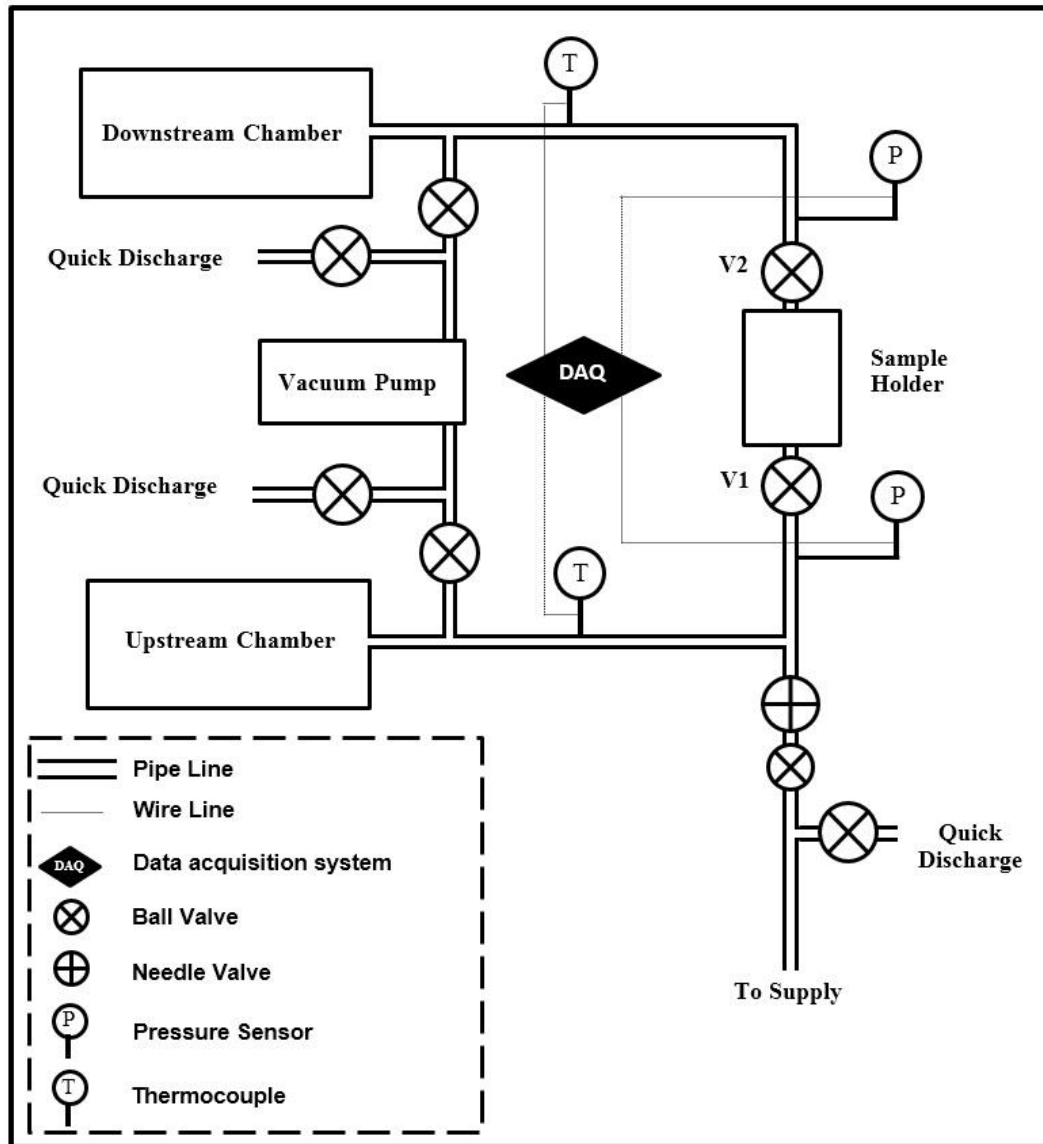 T
Downstream Chamber
P
Quick Discharge
V2
Vacuum Pump
DAQ
Sample
Holder
Quick Discharge
V1
P
T
Upstream Chamber
Pipe Line
Wire Line
DAQ
Data acquisition system
Quick
Discharge
Ball Valve
Needle Valve
To Supply
P
Pressure Sensor
T
Thermocouple